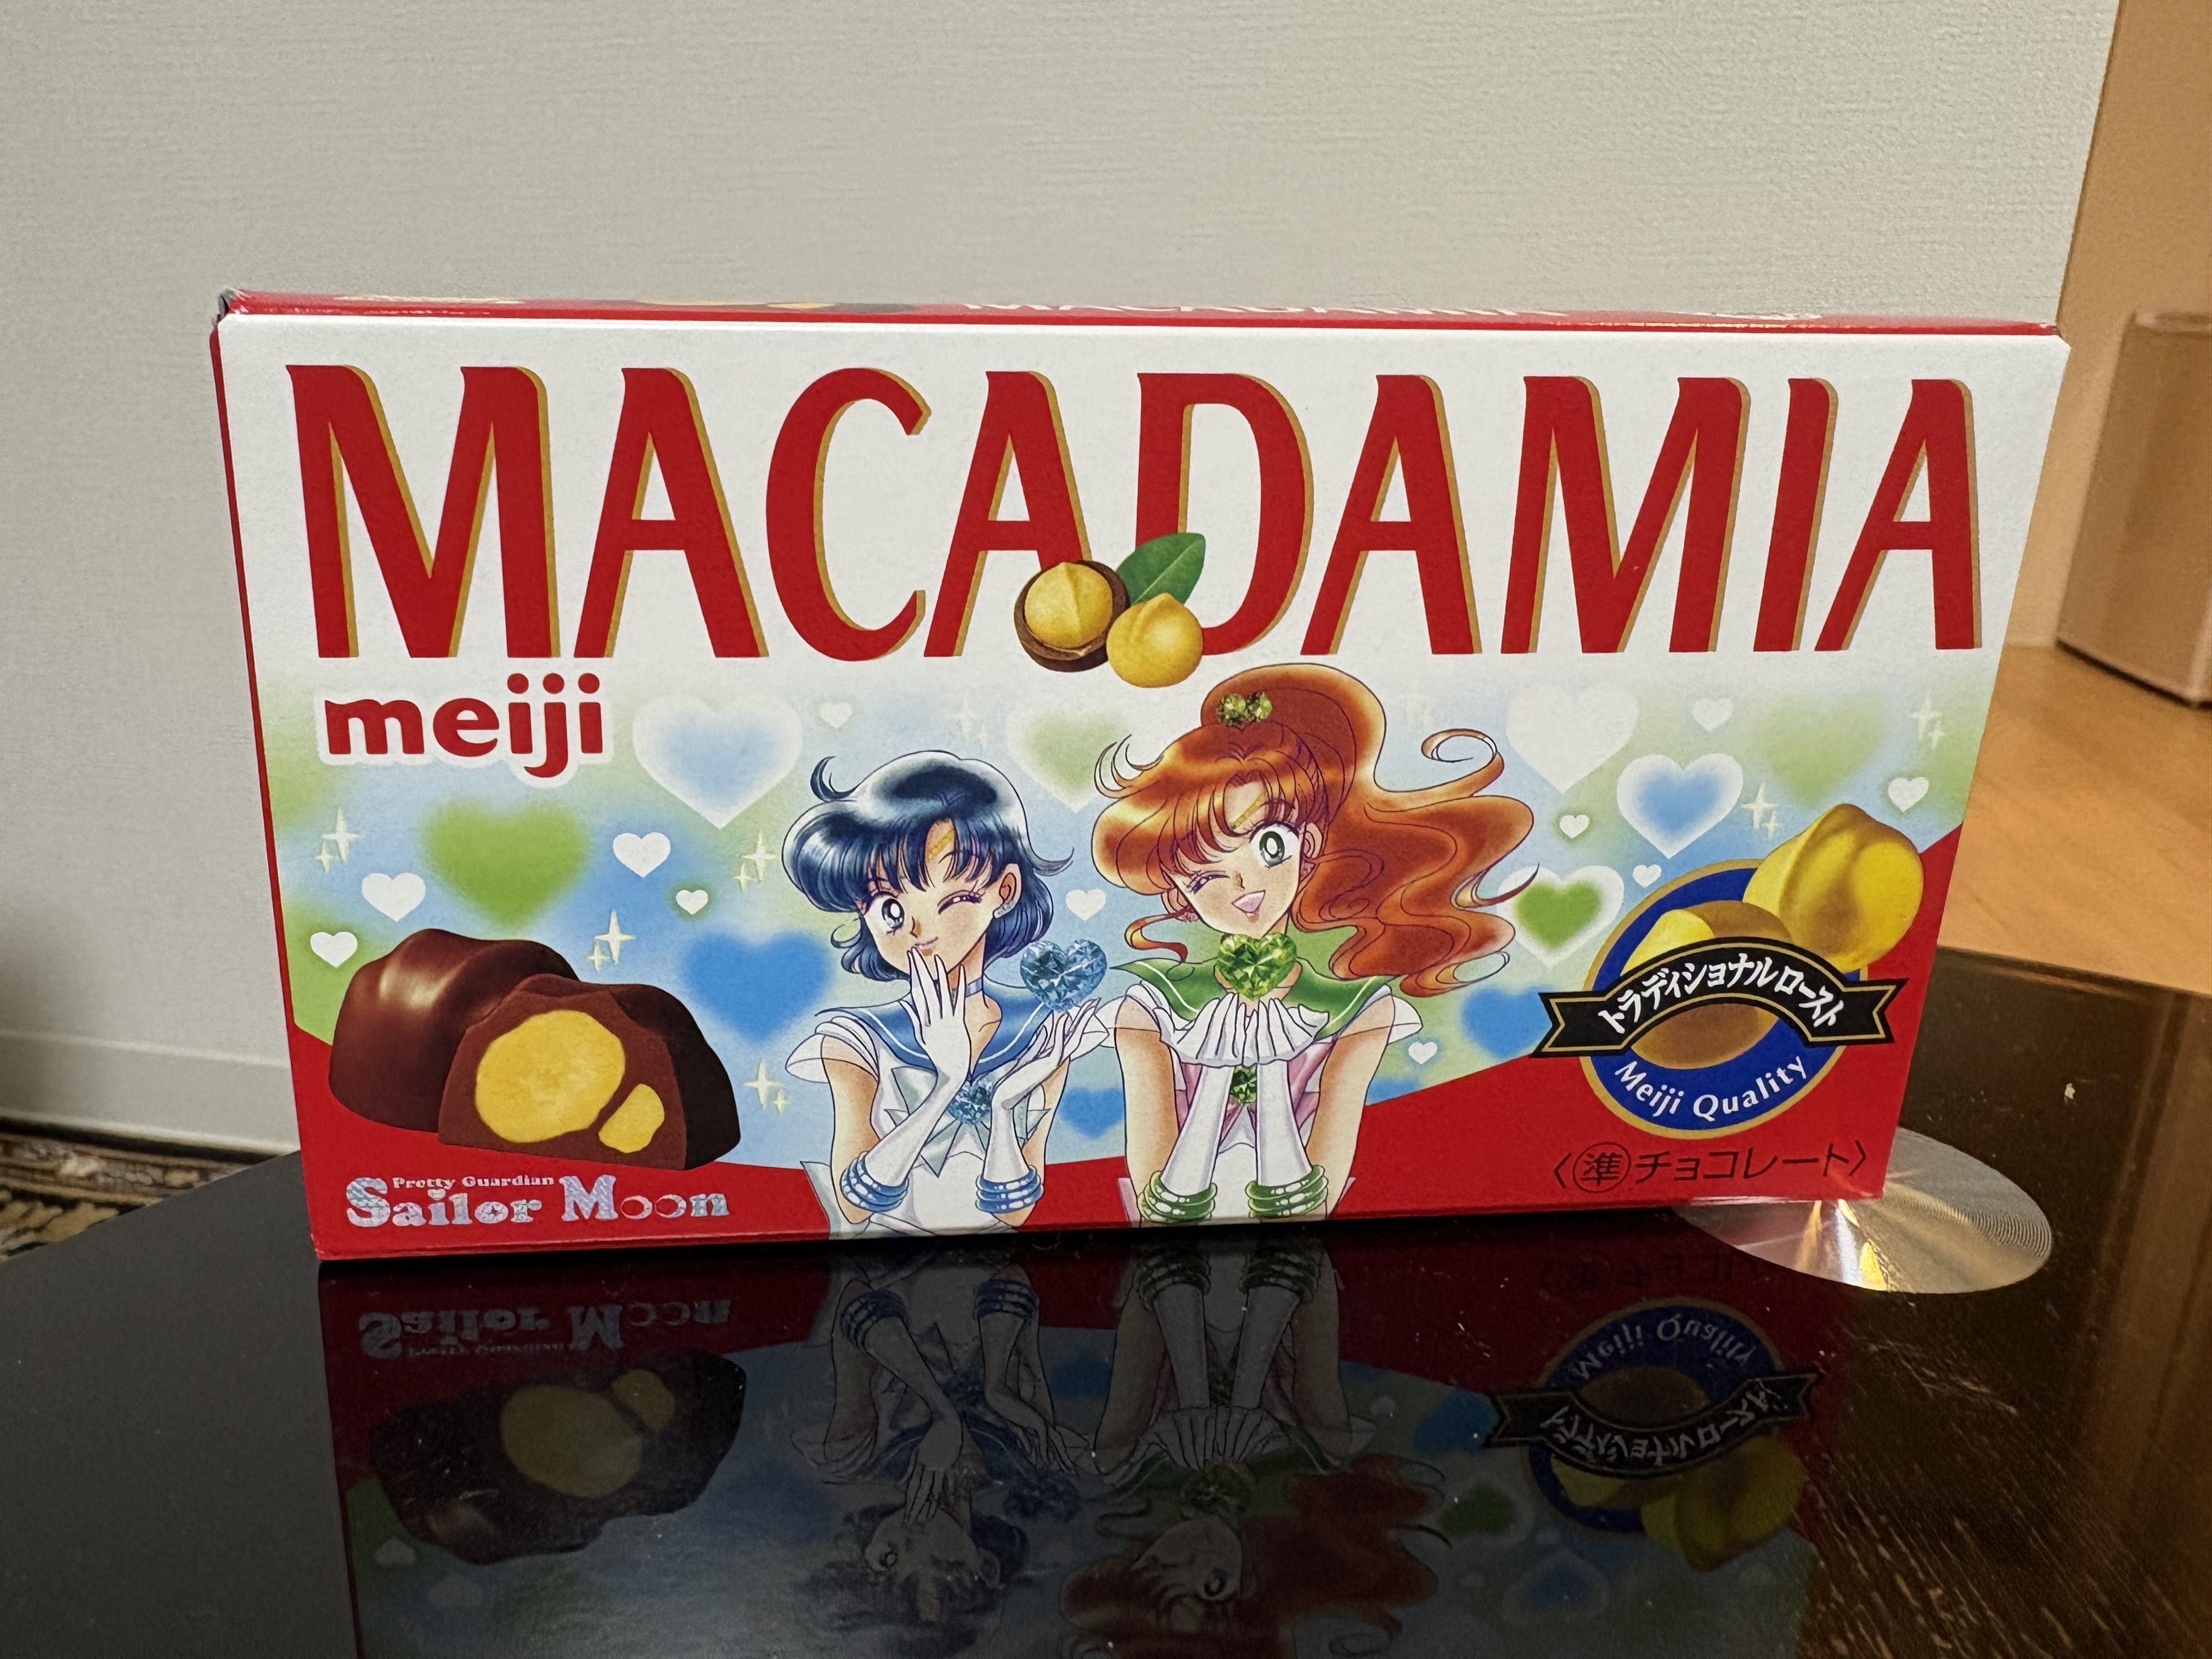 MACADAMIA
meiji
トラディショナルロースト
Meiji Quality
Pretty Guardian
Sailor Moon
〈準チョコレート〉